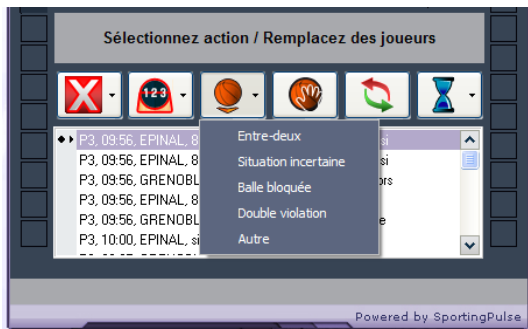 Sélectionnez action / Remplacez des joueurs
123
P3, 09:56, EPINAL, 8 si
P3, 09:56, EPINAL, 8 si
P3, 09:56, GRENOBL ors
P3, 09:56, EPINAL, 8
P3, 09:56, GRENOBL e
P3, 10:00, EPINAL, si
Entre-deux
Situation incertaine
Balle bloquée
Double violation
Autre
Powered by SportingPulse